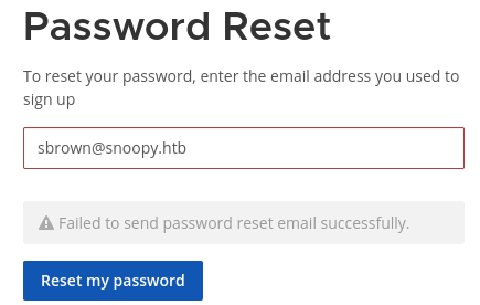 Password Reset
To reset your password, enter the email address you used to
sign up
sbrown@snoopy.htb
Failed to send password reset email successfully.
Reset my password